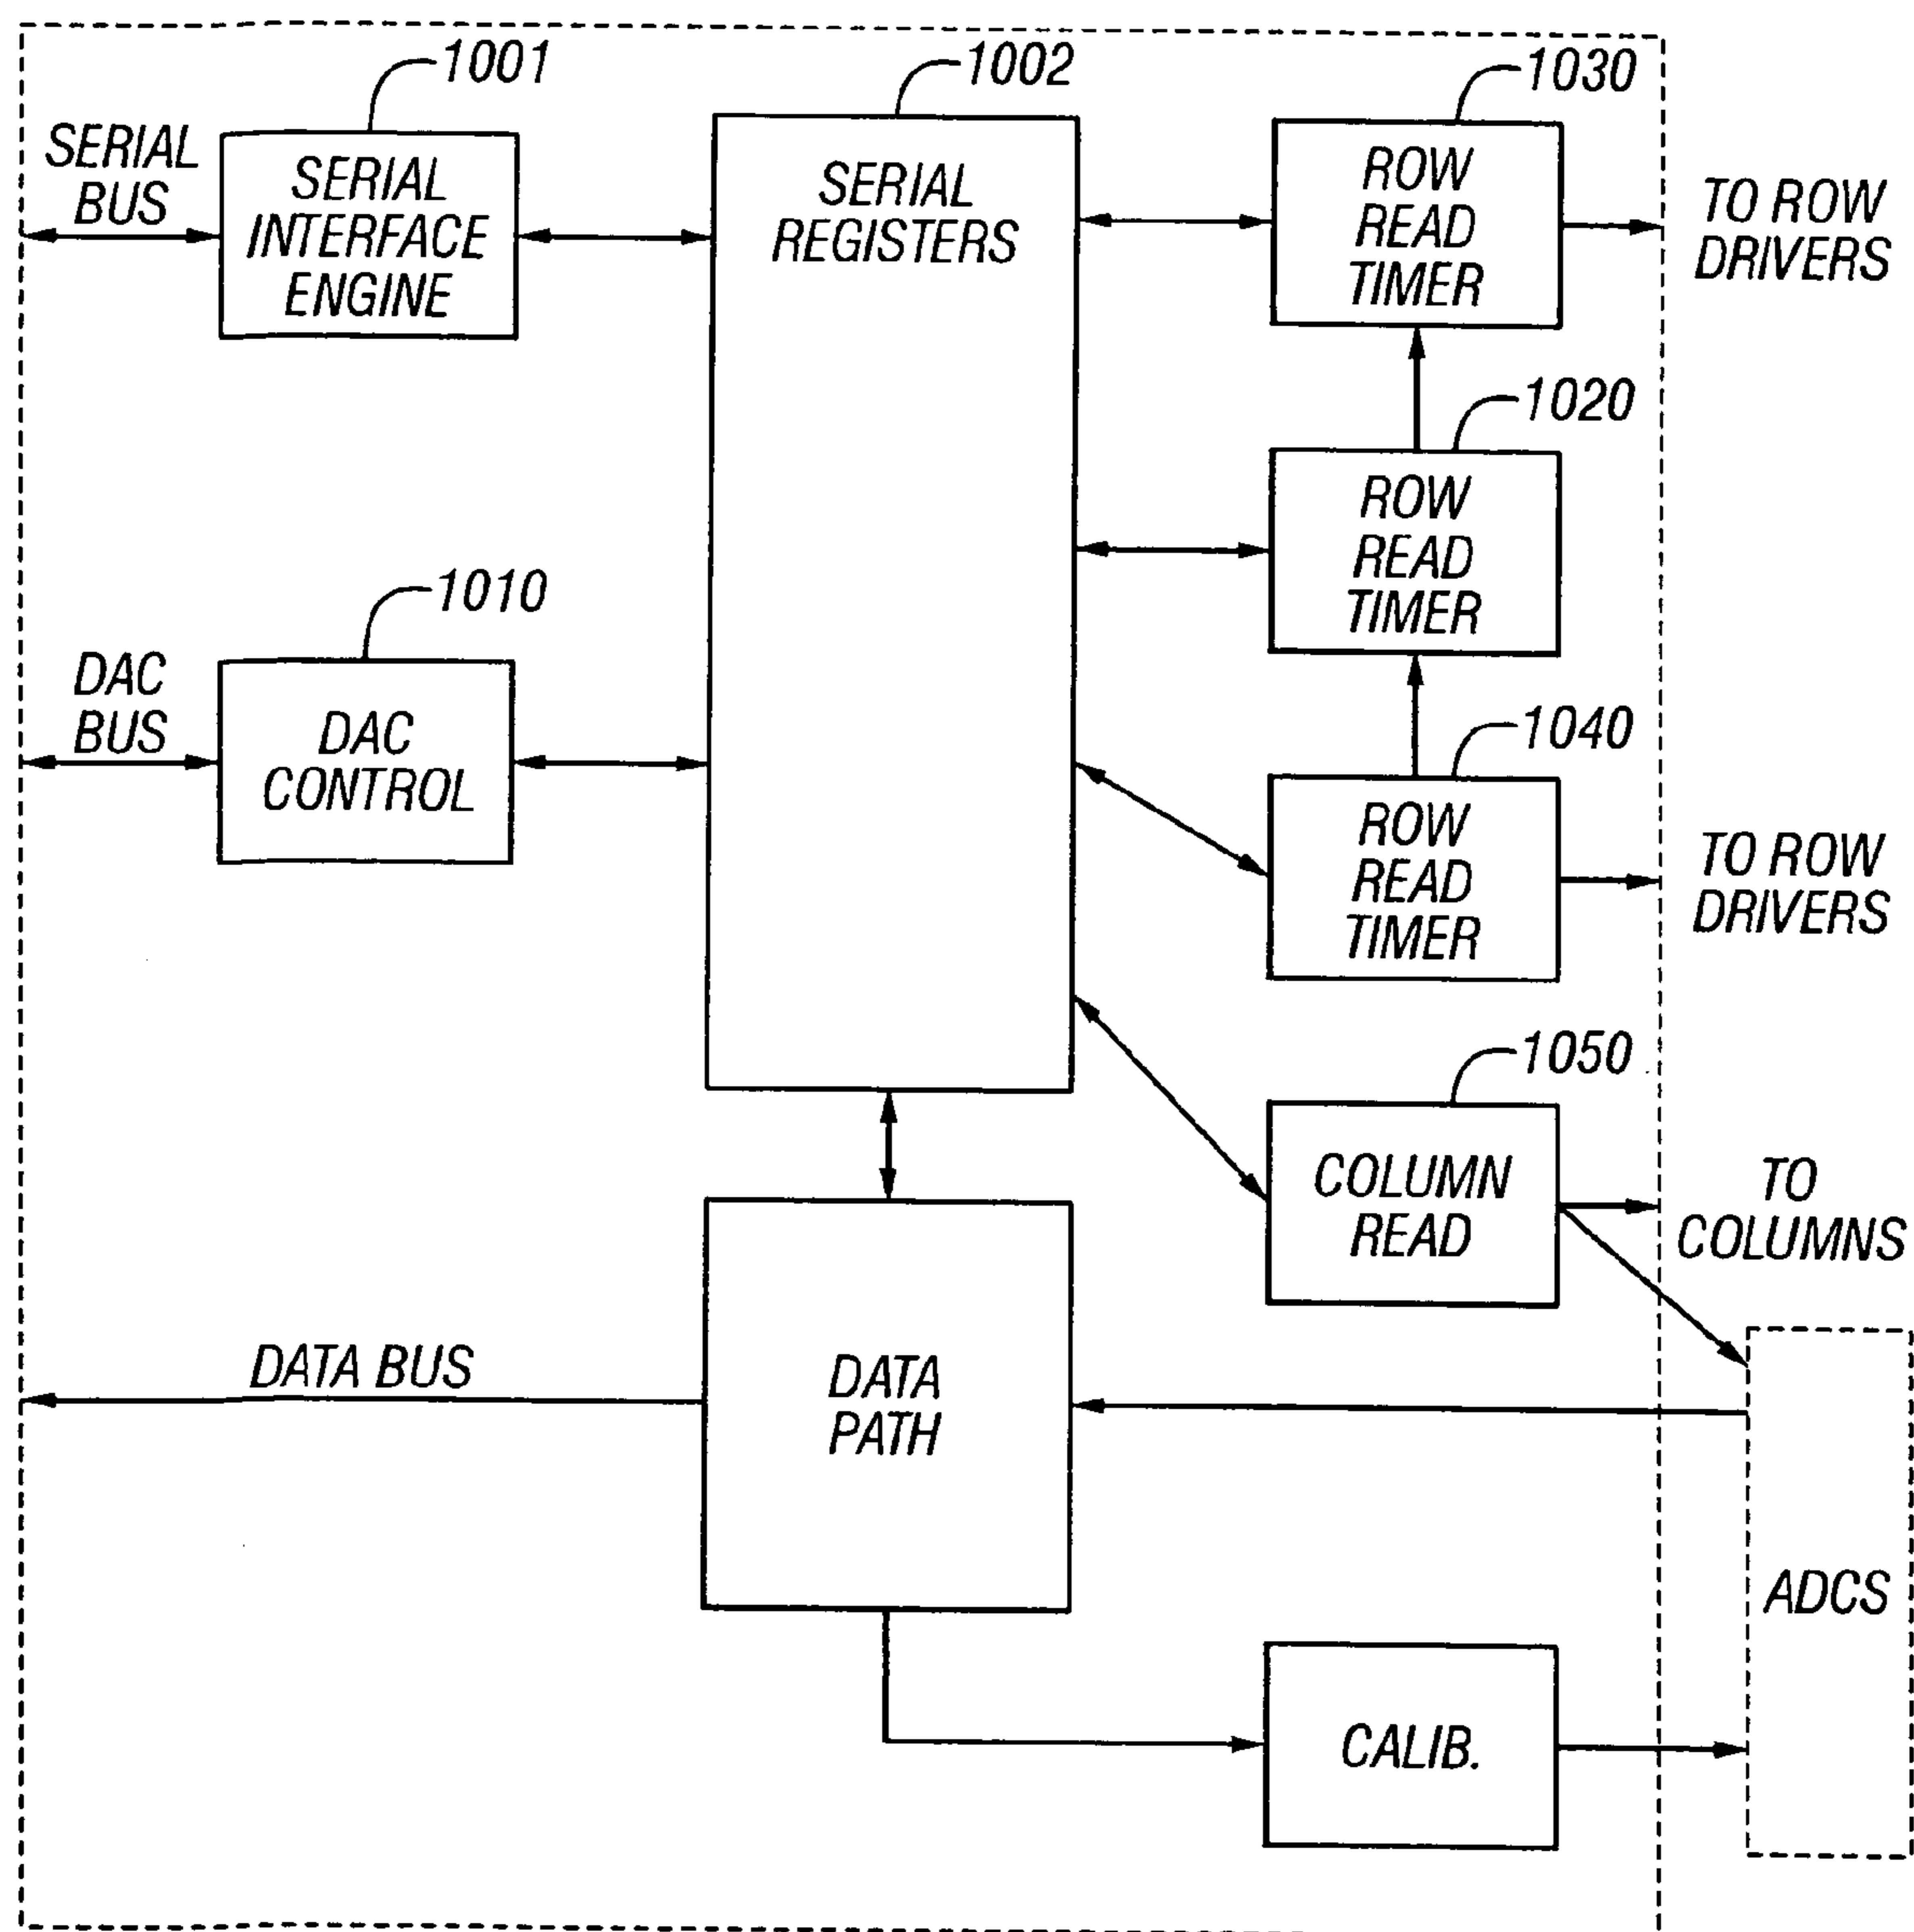 1001
1002
1030
SERIAL
BUS
SERIAL
INTERFACE
ENGINE
SERIAL
REGISTERS
ROW
READ
TIMER
TO ROW
DRIVERS
1020
ROW
READ
TIMER
1010
DAC
BUS
DAC
CONTROL
1040
ROW
READ
TIMER
TO ROW
DRIVERS
1050
COLUMN
READ
TO
COLUMNS
DATA BUS
DATA
PATH
ADCS
CALIB.